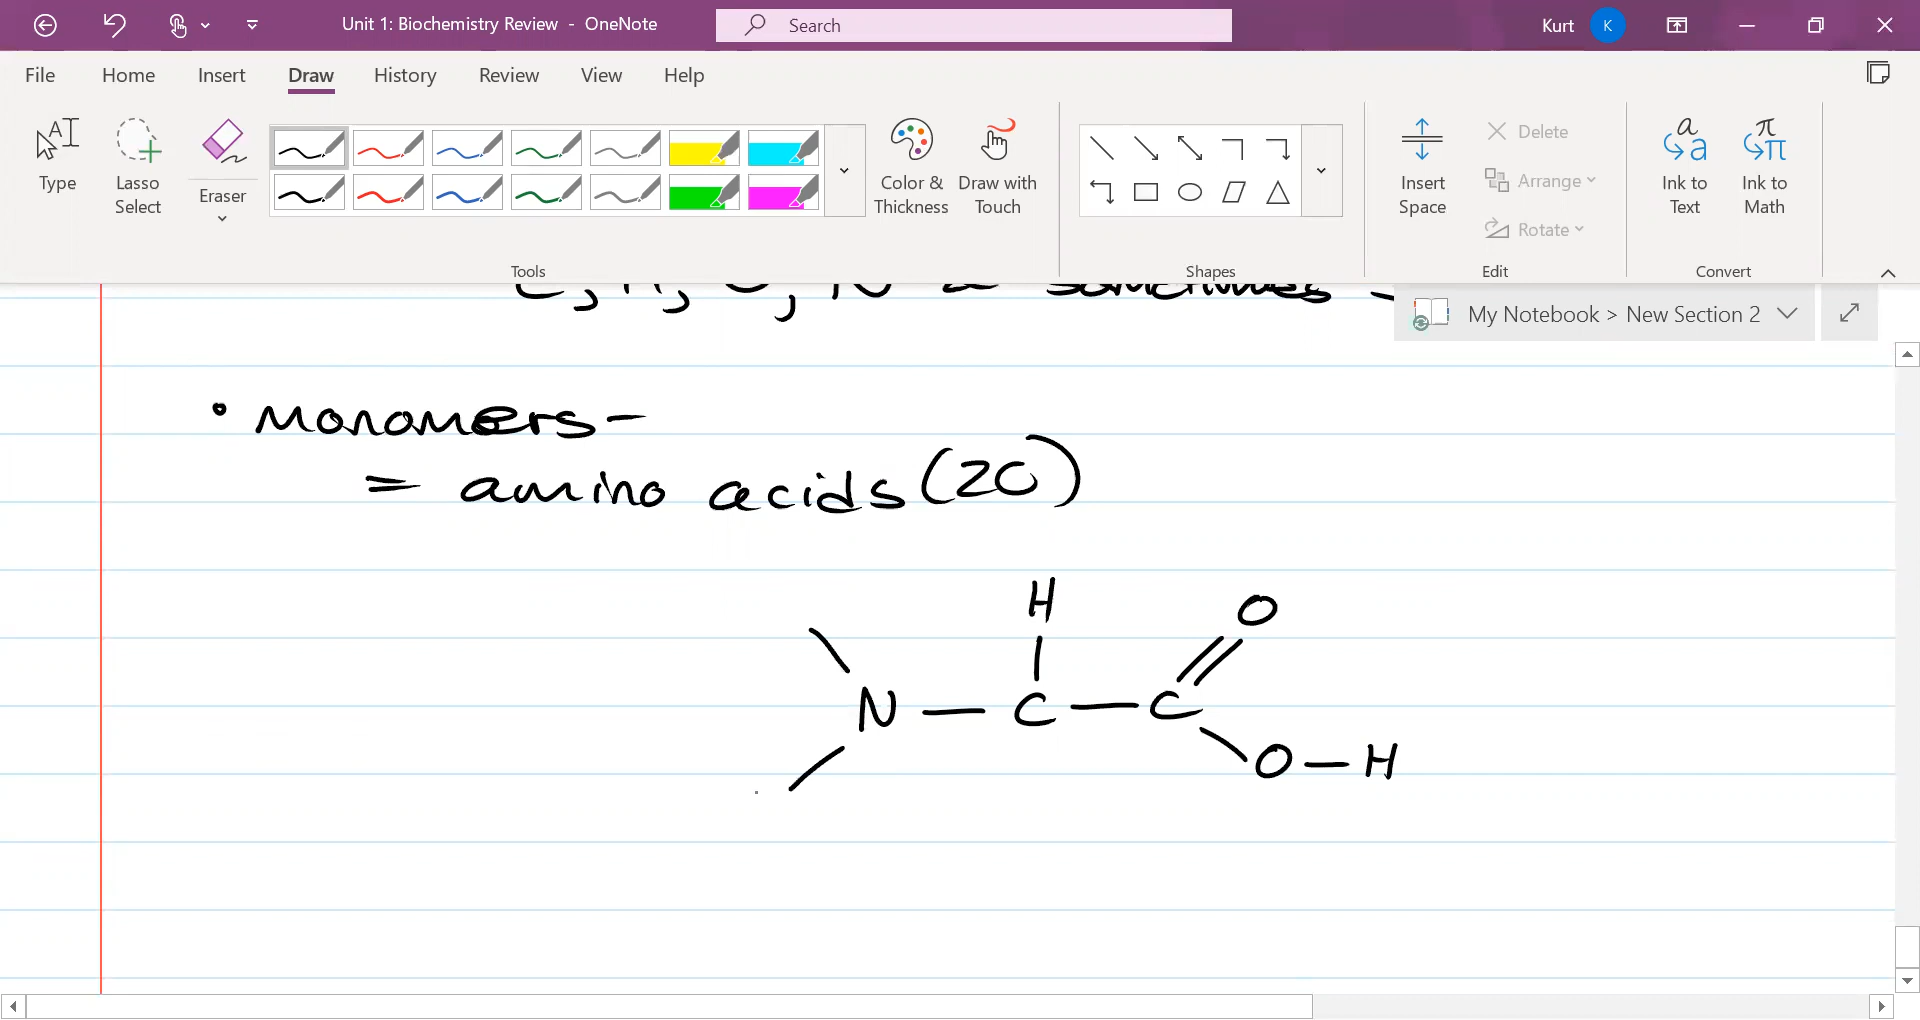 Unit 1: Biochemistry Review - OneNote
Search
Kurt
K
File Home Insert Draw History Review View Help
Type
Lasso Select
Eraser
Color & Thickness
Draw with Touch
Insert Space
Delete
Arrange
Rotate
Ink to Text
Ink to Math
Tools
Shapes
Edit
Convert
My Notebook > New Section 2
C, H, O, N & sometimes -
• Monomers-
= amino acids (20)
H O
N — C — C
O — H